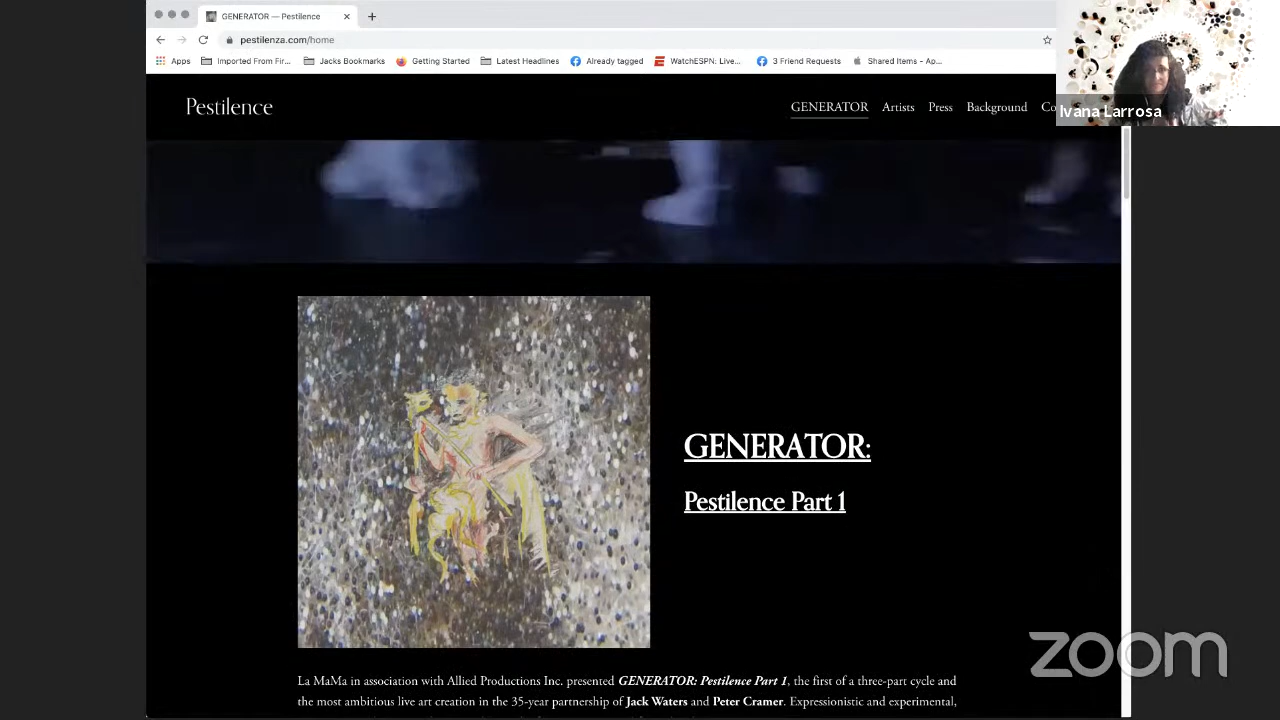 GENERATOR — Pestilence
pestilenza.com/home
Apps Imported From Fir... Jacks Bookmarks Getting Started Latest Headlines Already tagged WatchESPN: Live... 3 Friend Requests Shared Items - Ap...
Pestilence GENERATOR Artists Press Background Co
Ivana Larrosa
GENERATOR:
Pestilence Part 1
zoom
La MaMa in association with Allied Productions Inc. presented GENERATOR: Pestilence Part 1, the first of a three-part cycle and
the most ambitious live art creation in the 35-year partnership of Jack Waters and Peter Cramer. Expressionistic and experimental,